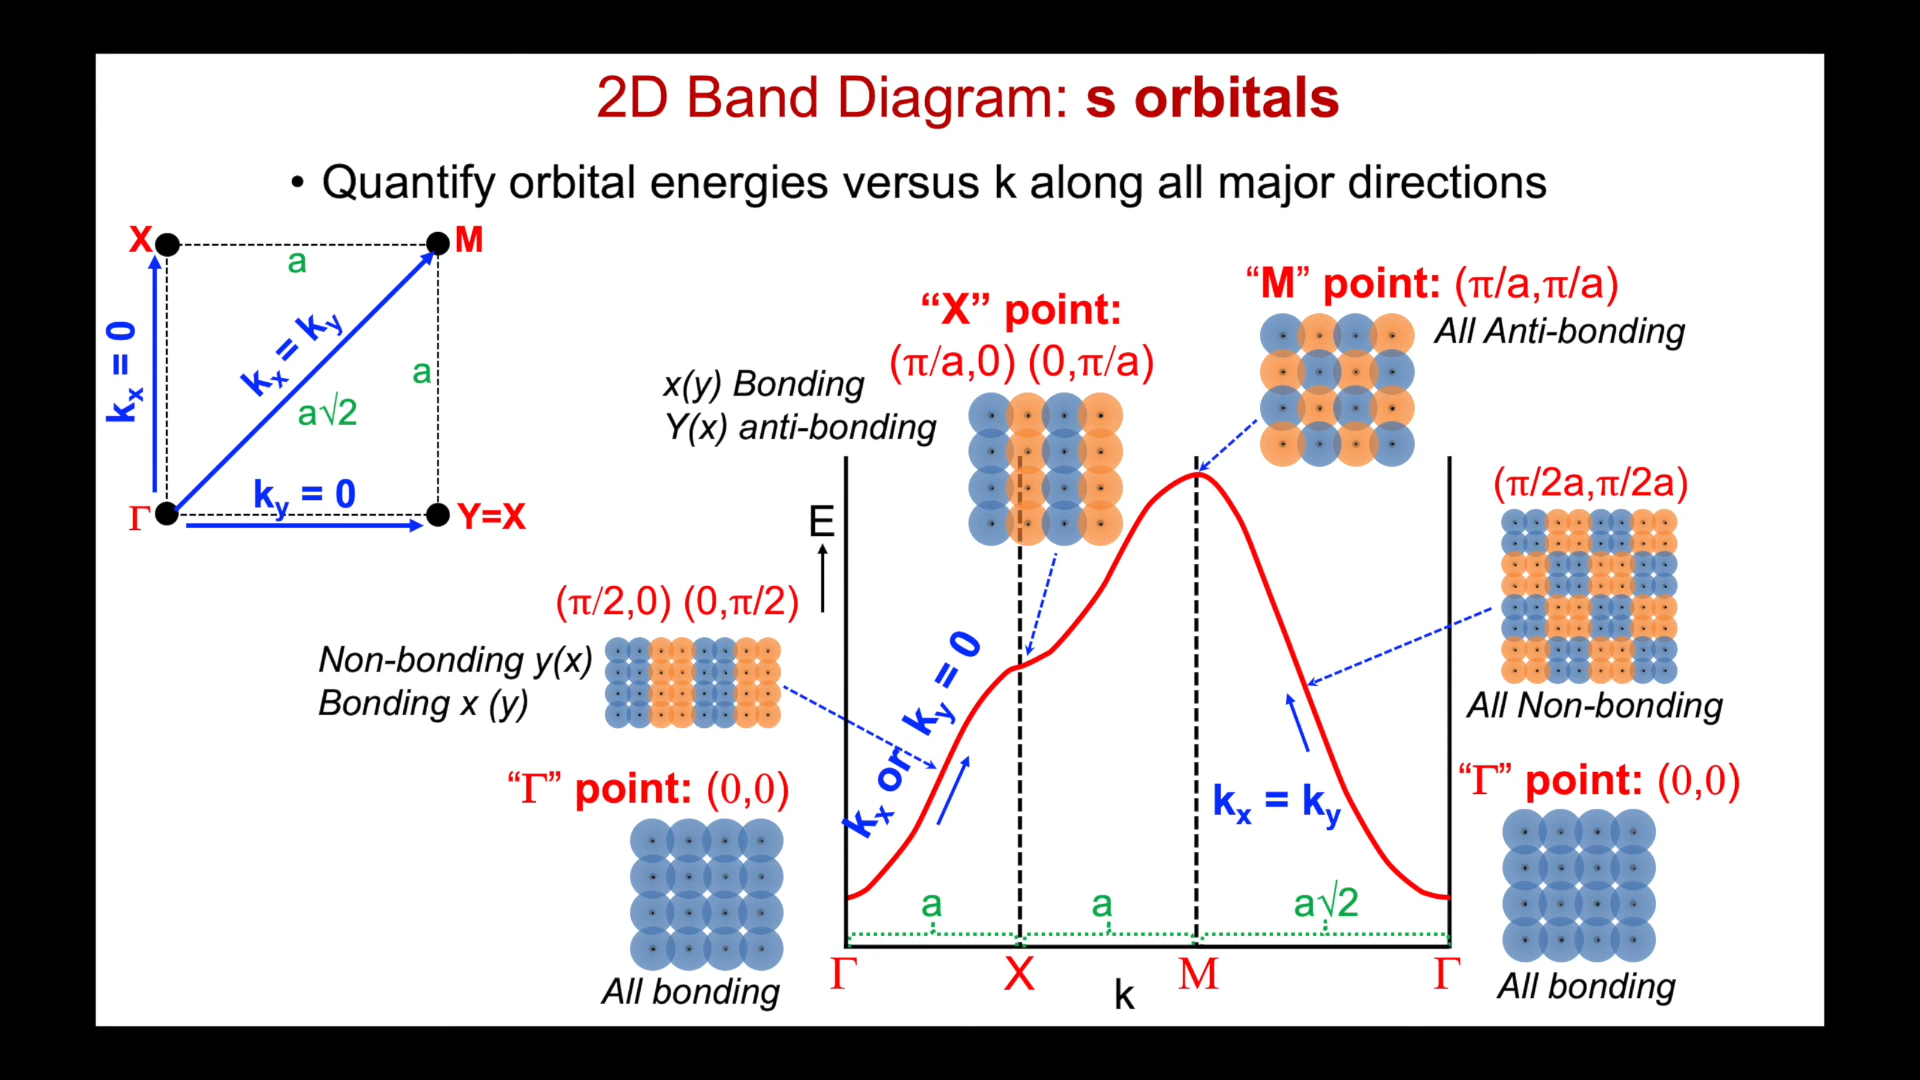 2D Band Diagram: s orbitals
• Quantify orbital energies versus k along all major directions
X
M
a
kx = 0
kx = ky
a
a√2
ky = 0
Γ
Y=X
"X" point:
(π/a,0) (0,π/a)
x(y) Bonding
Y(x) anti-bonding
"M" point: (π/a,π/a)
All Anti-bonding
(π/2a,π/2a)
All Non-bonding
E
(π/2,0) (0,π/2)
Non-bonding y(x)
Bonding x (y)
kx or ky = 0
kx = ky
"Γ" point: (0,0)
All bonding
"Γ" point: (0,0)
All bonding
a
a
a√2
Γ
X
M
Γ
k